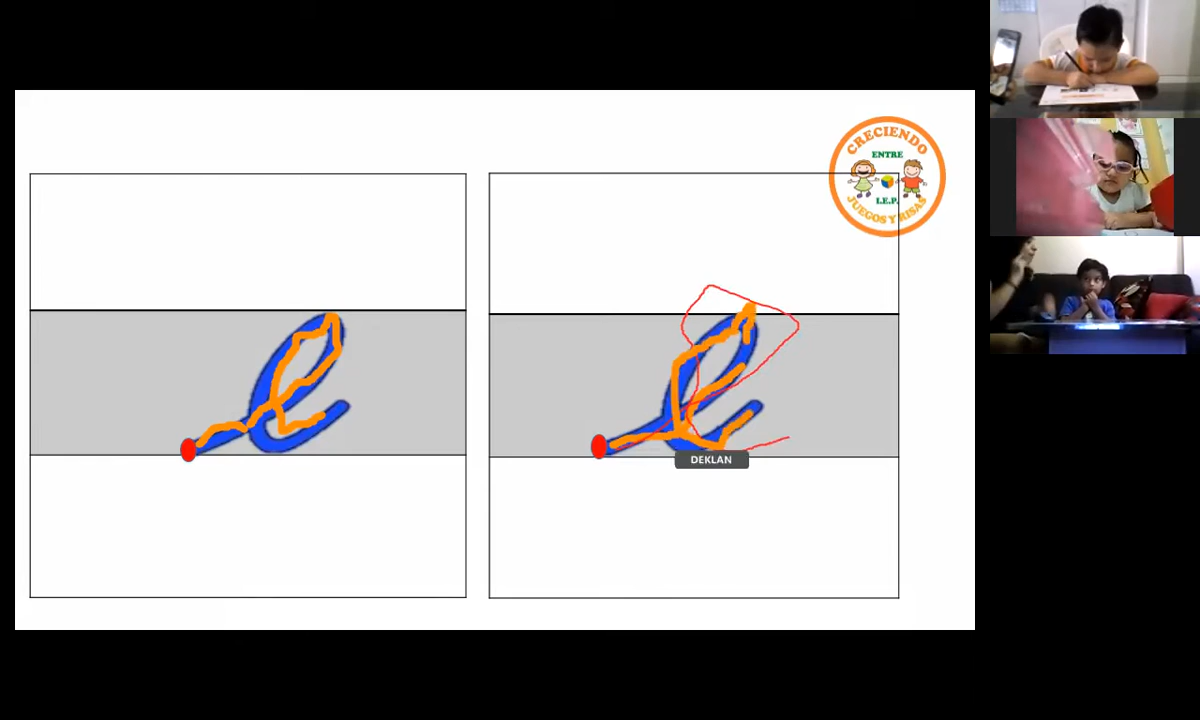 CRECIENDO
ENTRE
I.E.P.
JUEGOS Y RISAS
e e
DEKLAN